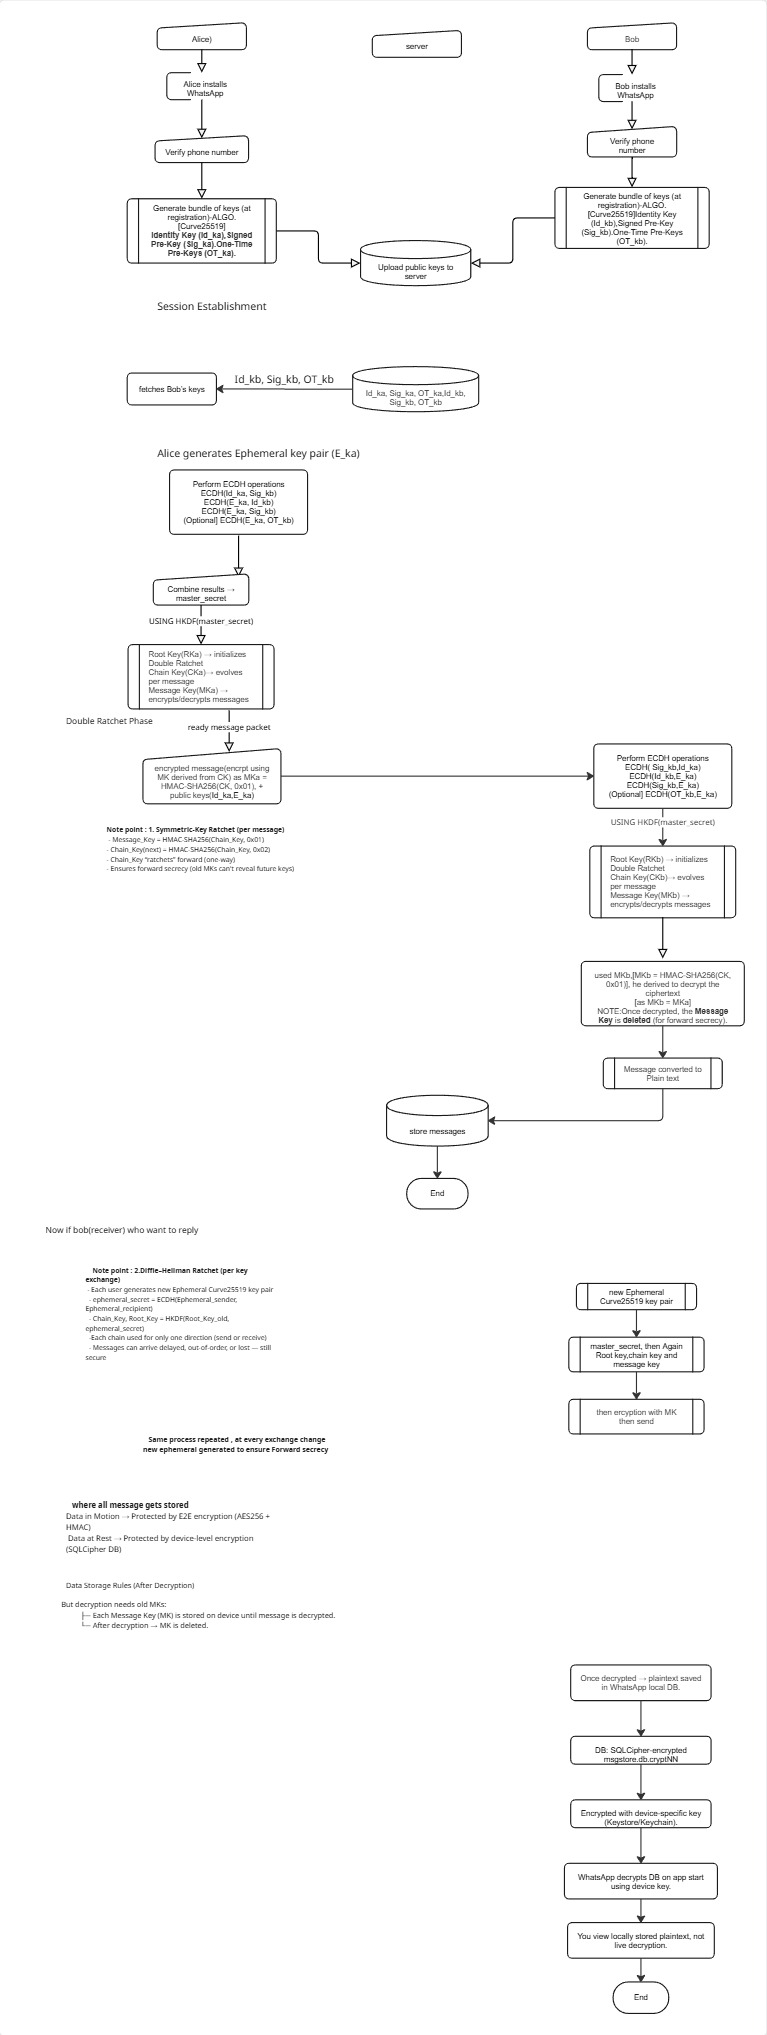 Alice)
server
Bob
Alice installs
WhatsApp
Bob installs
WhatsApp
Verify phone number
Verify phone
number
Generate bundle of keys (at
registration)-ALGO.
[Curve25519]
Identity Key (Id_ka),Signed
Pre-Key (Sig_ka).One-Time
Pre-Keys (OT_ka).
Generate bundle of keys (at
registration)-ALGO.
[Curve25519]Identity Key
(Id_kb),Signed Pre-Key
(Sig_kb).One-Time Pre-Keys
(OT_kb).
Upload public keys to
server
Session Establishment
fetches Bob's keys
Id_kb, Sig_kb, OT_kb
Id_ka, Sig_ka, OT_ka,Id_kb,
Sig_kb, OT_kb
Alice generates Ephemeral key pair (E_ka)
Perform ECDH operations
ECDH(Id_ka, Sig_kb)
ECDH(E_ka, Id_kb)
ECDH(E_ka, Sig_kb)
(Optional] ECDH(E_ka, OT_kb)
Combine results →
master_secret
USING HKDF(master_secret)
Root Key(RKa) → initializes
Double Ratchet
Chain Key(CKa)→ evolves
per message
Message Key(MKa) →
encrypts/decrypts messages
Double Ratchet Phase
ready message packet
encrypted message(encrpt using
MK derived from CK) as MKa =
HMAC-SHA256(CK, 0x01), +
public keys(Id_ka,E_ka)
Perform ECDH operations
ECDH( Sig_kb,Id_ka)
ECDH(Id_kb,E_ka)
ECDH(Sig_kb,E_ka)
(Optional] ECDH(OT_kb,E_ka)
USING HKDF(master_secret)
Note point : 1. Symmetric-Key Ratchet (per message)
- Message_Key = HMAC-SHA256(Chain_Key, 0x01)
- Chain_Key(next) = HMAC-SHA256(Chain_Key, 0x02)
- Chain_Key “ratchets” forward (one-way)
- Ensures forward secrecy (old MKs can't reveal future keys)
Root Key(RKb) → initializes
Double Ratchet
Chain Key(CKb)→ evolves
per message
Message Key(MKb) →
encrypts/decrypts messages
used MKb,[MKb = HMAC-SHA256(CK,
0x01)], he derived to decrypt the
ciphertext
[as MKb = MKa]
NOTE:Once decrypted, the Message
Key is deleted (for forward secrecy).
Message converted to
Plain text
store messages
End
Now if bob(receiver) who want to reply
Note point : 2.Diffie–Hellman Ratchet (per key
exchange)
- Each user generates new Ephemeral Curve25519 key pair
- ephemeral_secret = ECDH(Ephemeral_sender,
Ephemeral_recipient)
- Chain_Key, Root_Key = HKDF(Root_Key_old,
ephemeral_secret)
-Each chain used for only one direction (send or receive)
- Messages can arrive delayed, out-of-order, or lost — still
secure
new Ephemeral
Curve25519 key pair
master_secret, then Again
Root key,chain key and
message key
then ercyption with MK
then send
Same process repeated , at every exchange change
new ephemeral generated to ensure Forward secrecy
where all message gets stored
Data in Motion → Protected by E2E encryption (AES256 +
HMAC)
Data at Rest → Protected by device-level encryption
(SQLCipher DB)
Data Storage Rules (After Decryption)
But decryption needs old MKs:
├─ Each Message Key (MK) is stored on device until message is decrypted.
└─ After decryption → MK is deleted.
Once decrypted → plaintext saved
in WhatsApp local DB.
DB: SQLCipher-encrypted
msgstore.db.cryptNN
Encrypted with device-specific key
(Keystore/Keychain).
WhatsApp decrypts DB on app start
using device key.
You view locally stored plaintext, not
live decryption.
End